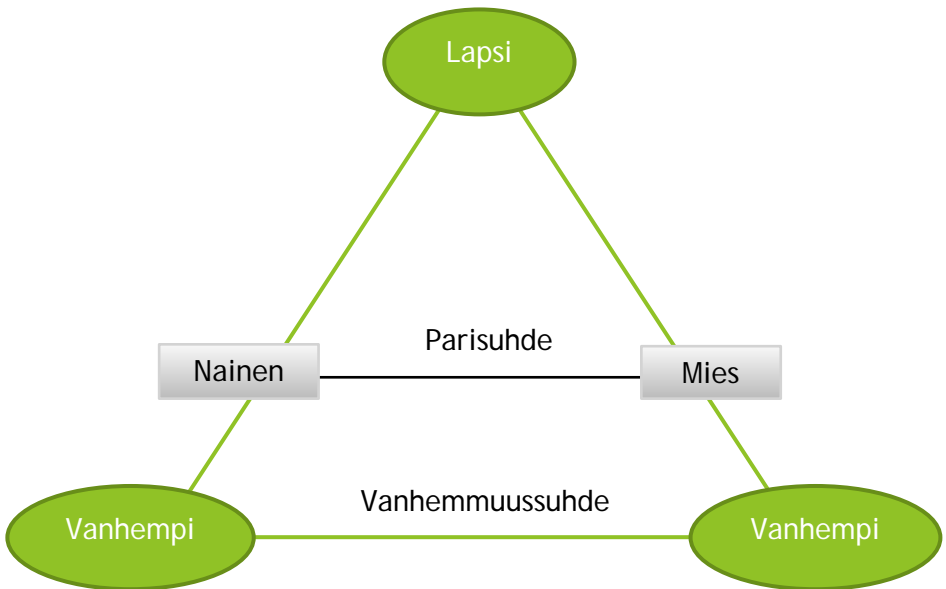 Lapsi
Parisuhde
Nainen
Mies
Vanhemmuussuhde
Vanhempi
Vanhempi